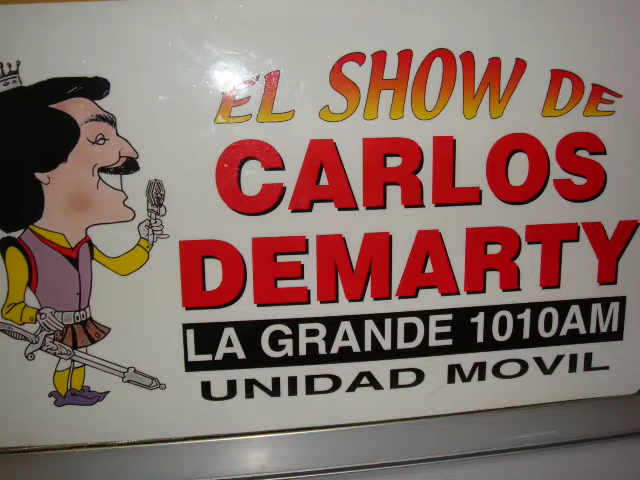 EL SHOW DE
CARLOS
DEMARTY
LA GRANDE 1010AM
UNIDAD MOVIL